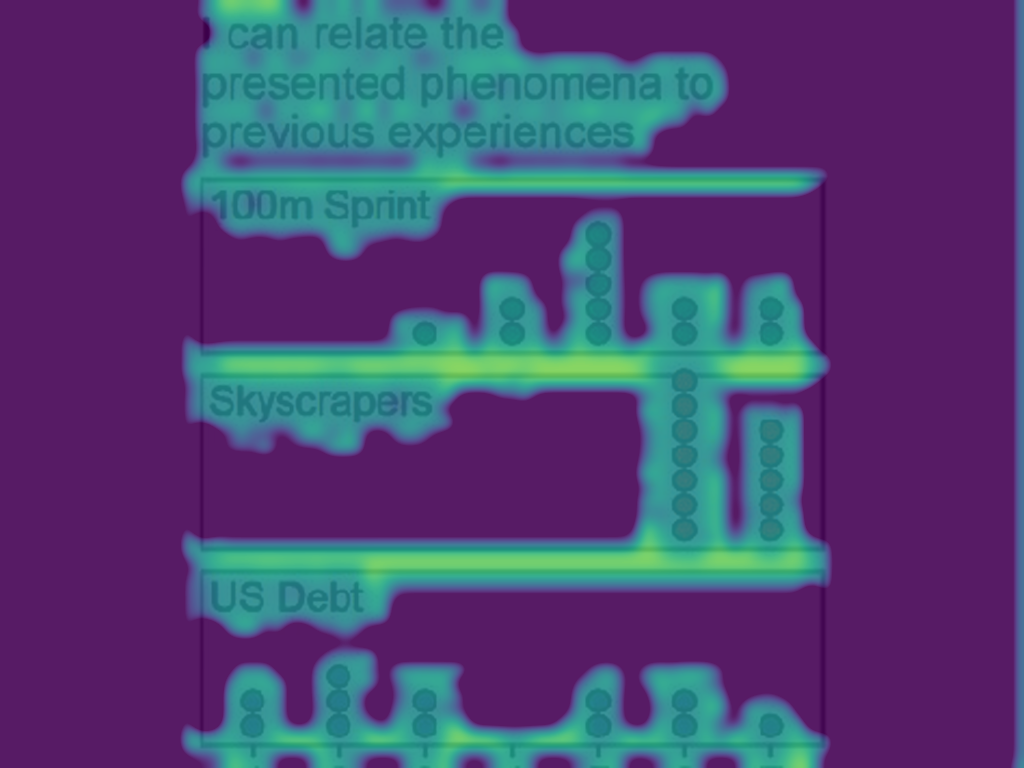 can relate the
presented phenomena to
previous experiences
100m Sprint
Skyscrapers
US Debt